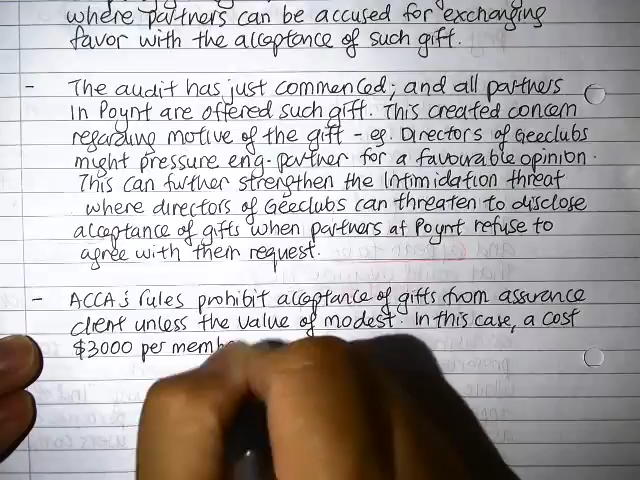 where partners can be accused for exchanging
favor with the acceptance of such gift.
- The audit has just commenced; and all partners
in Poynt are offered such gift. This created concern
regarding motive of the gift - eg. Directors of Geeclubs
might pressure eng. partner for a favourable opinion.
This can further strengthen the Intimidation threat
where directors of Geeclubs can threaten to disclose
acceptance of gifts when partners at Poynt refuse to
agree with them request.
- ACCA's rules prohibit acceptance of gifts from assurance
client unless the value of modest. In this case, a cost
$3000 per memb